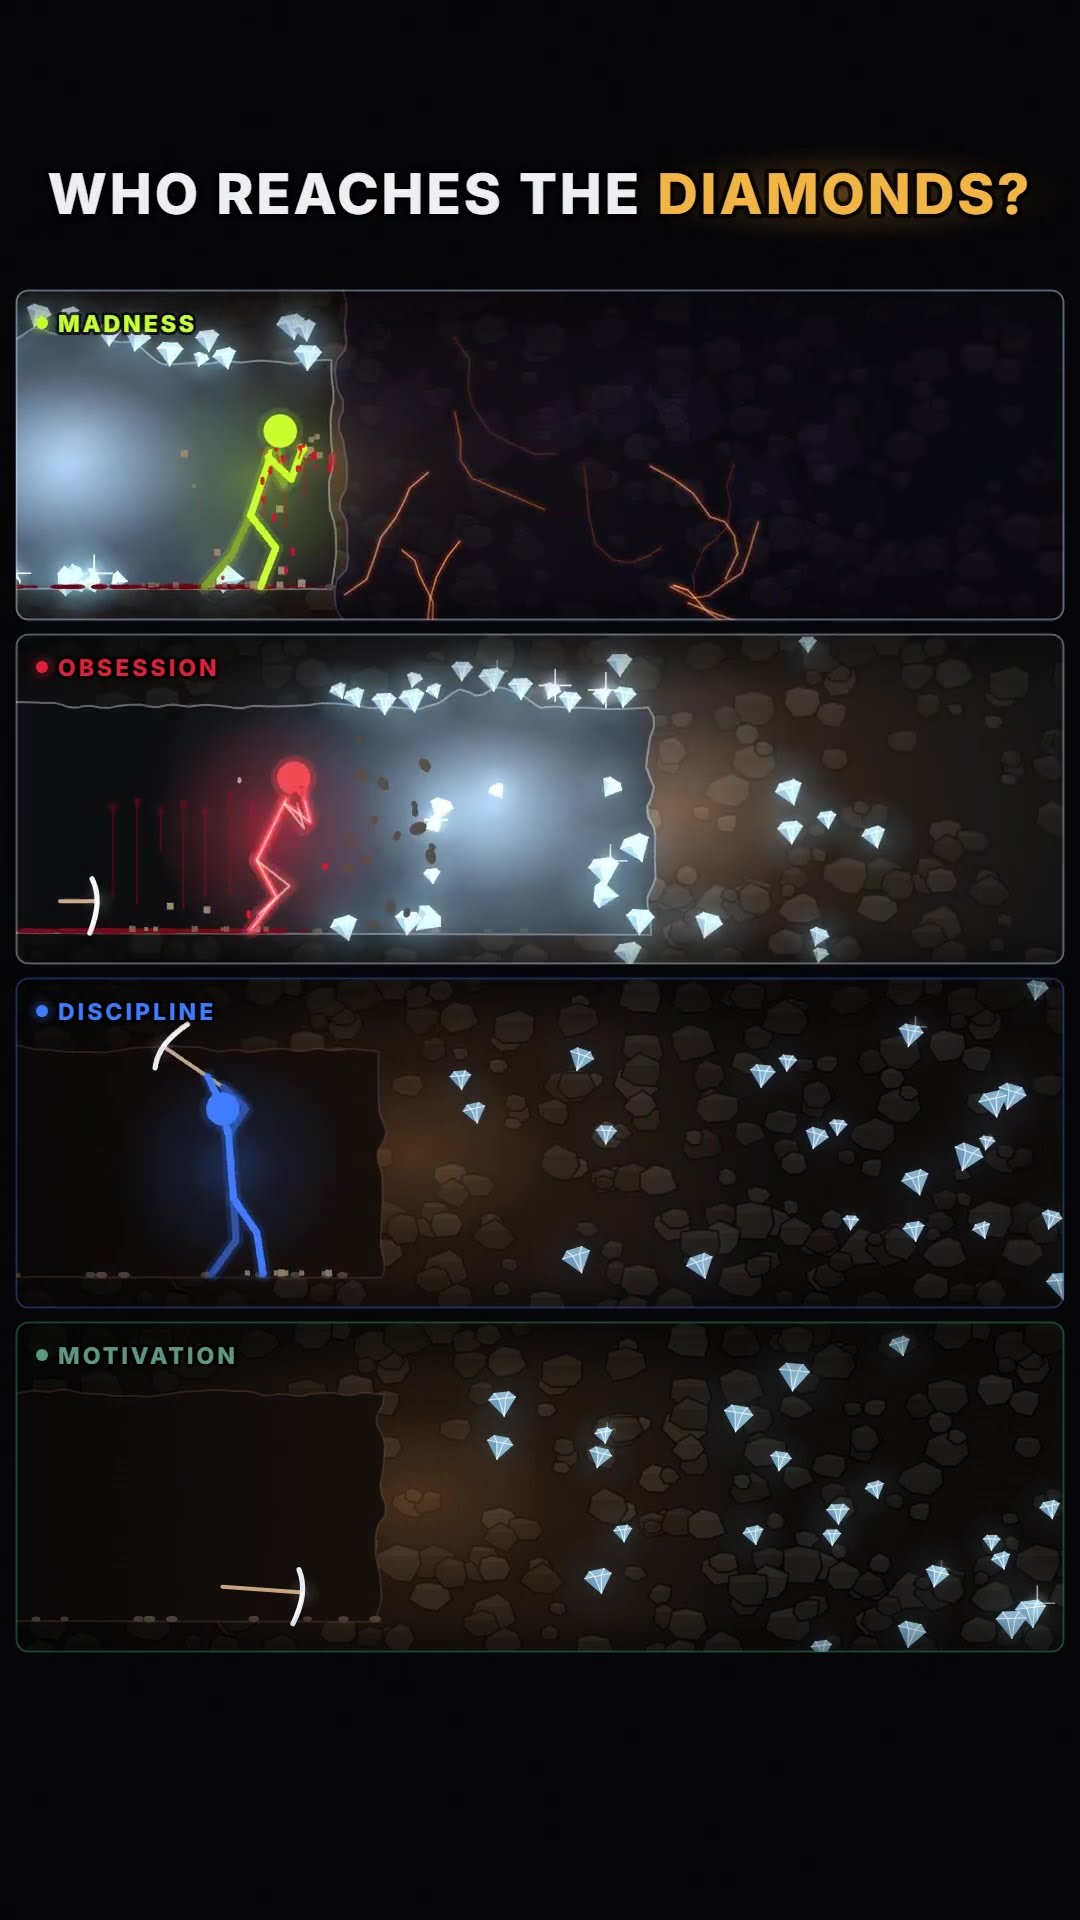 WHO REACHES THE DIAMONDS?
MADNESS
OBSESSION
DISCIPLINE
MOTIVATION